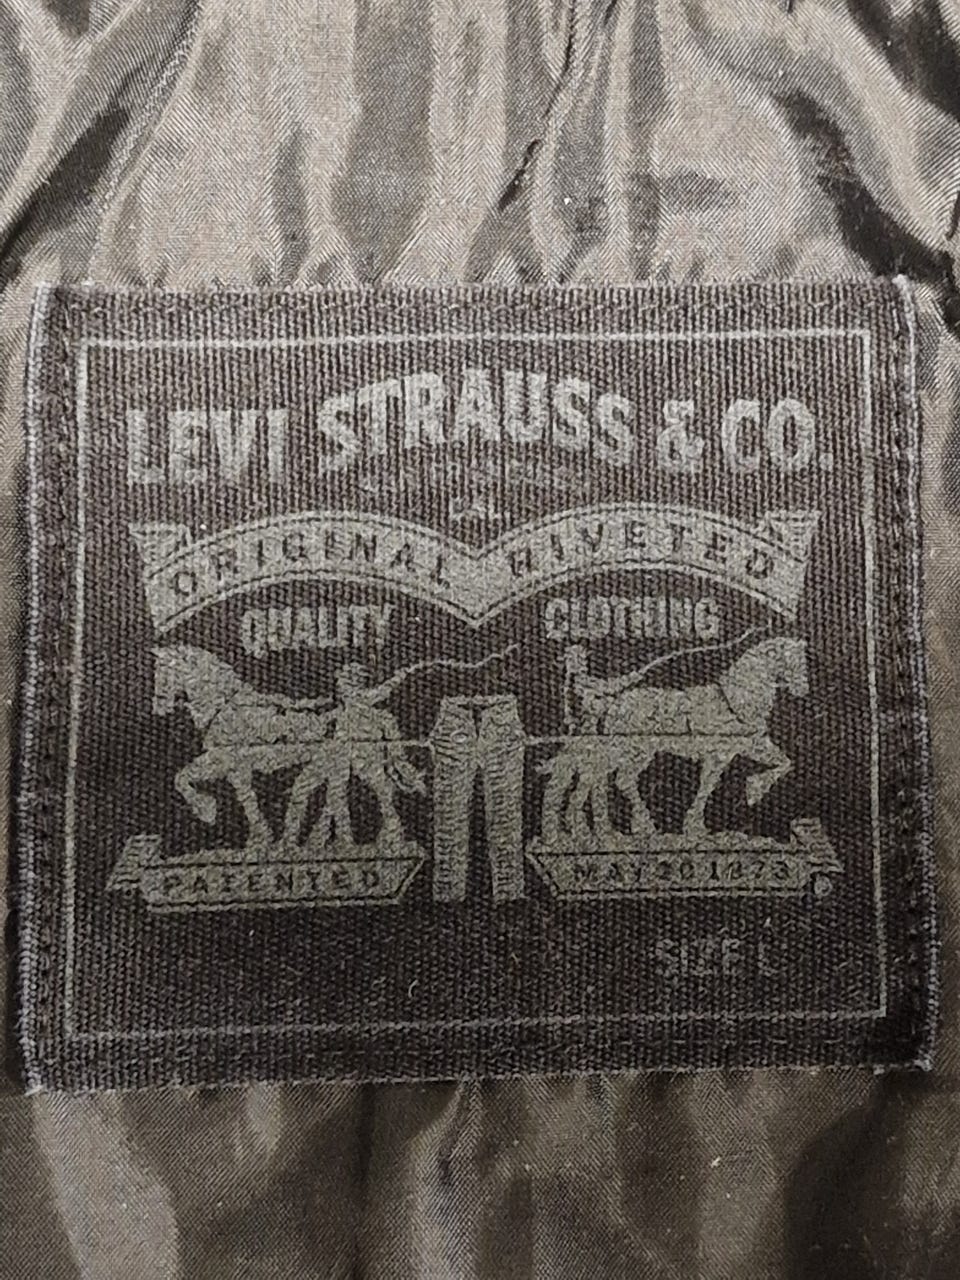 LEVI STRAUSS & CO.
ORIGINAL RIVETED
QUALITY CLOTHING
PATENTED MAY 20 1873
SIZE L